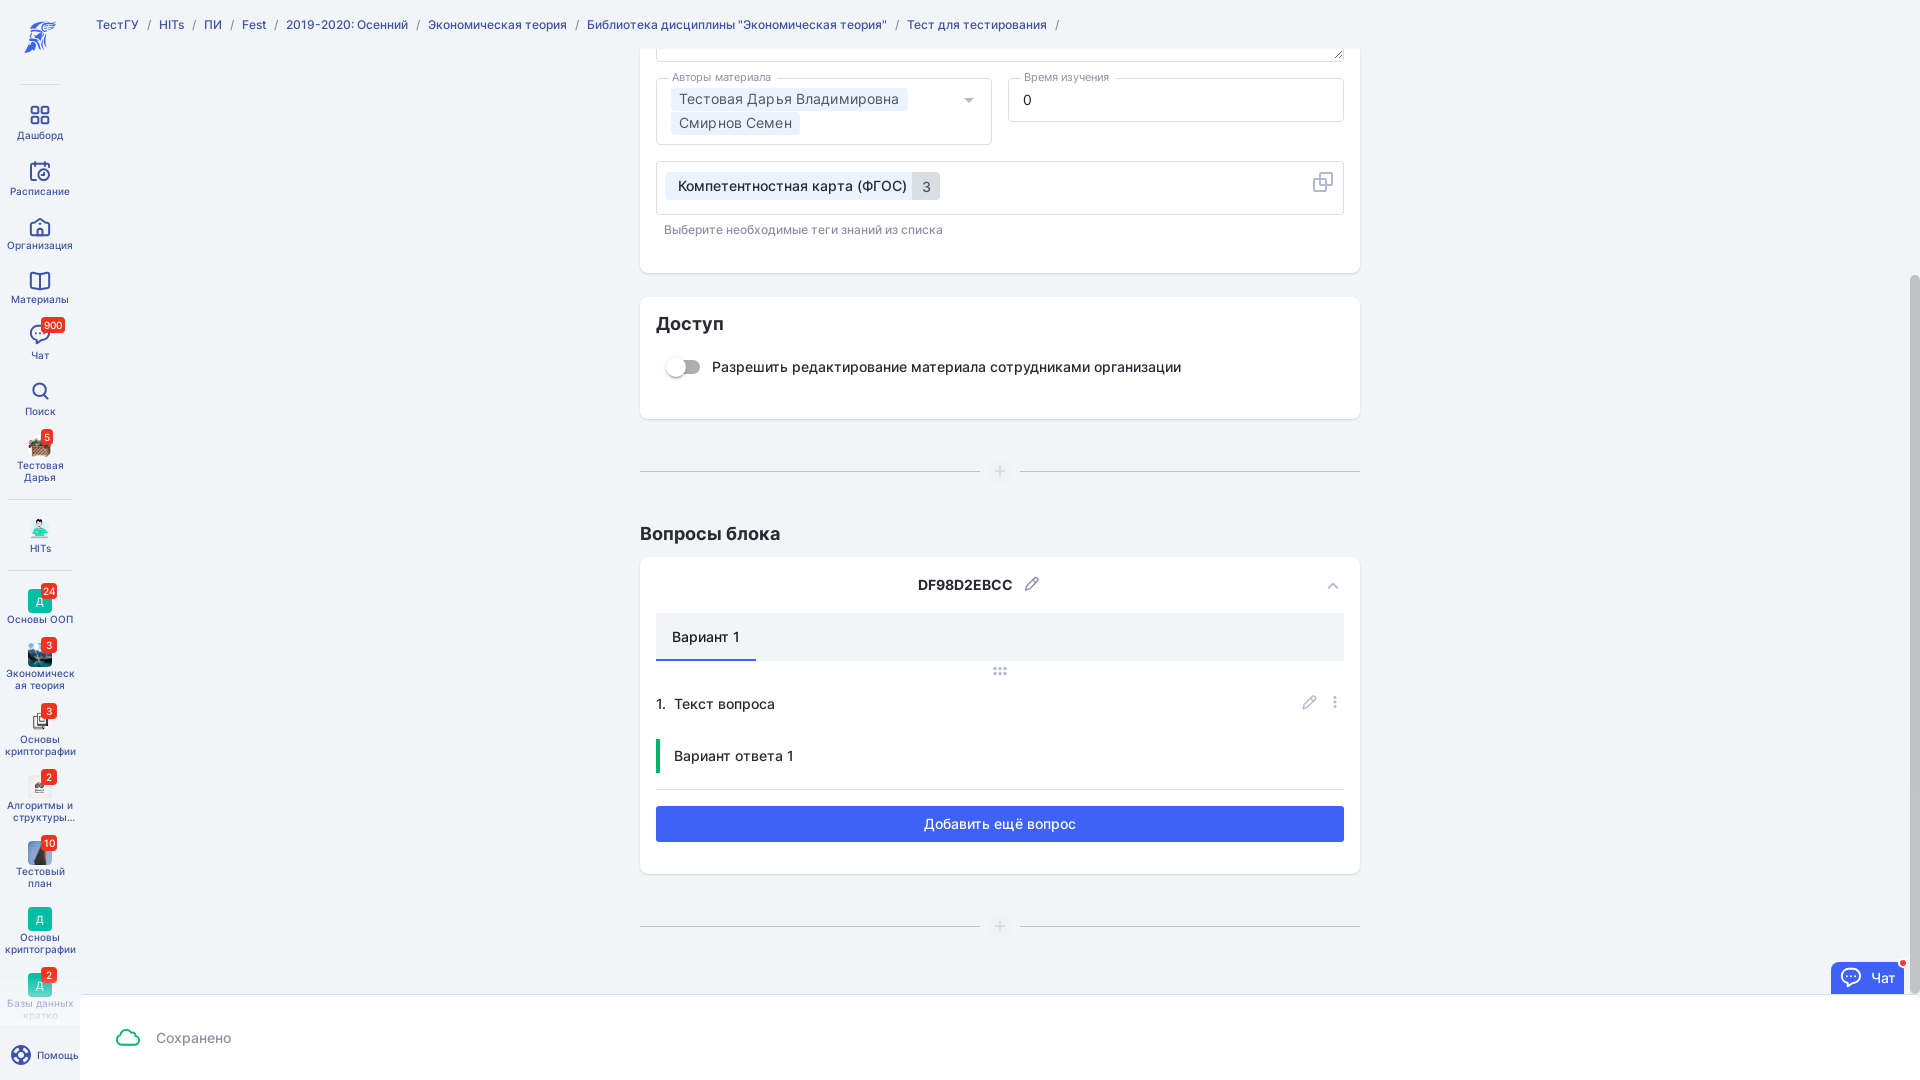 ТестГУ / HITs / ПИ / Fest / 2019-2020: Осенний / Экономическая теория / Библиотека дисциплины "Экономическая теория" / Тест для тестирования /
Дашборд
Расписание
Организация
Материалы
900
Чат
Поиск
5
Тестовая
Дарья
HITs
24
Д
Основы ООП
3
Экономическ
ая теория
3
Основы
криптографии
2
Алгоритмы и
структуры...
10
Тестовый
план
Д
Основы
криптографии
2
Д
Базы данных
кратко
Помощь
Авторы материала
Тестовая Дарья Владимировна
Смирнов Семен
Время изучения
0
Компетентностная карта (ФГОС) 3
Выберите необходимые теги знаний из списка
Доступ
Разрешить редактирование материала сотрудниками организации
Вопросы блока
DF98D2EBCC
Вариант 1
1. Текст вопроса
Вариант ответа 1
Добавить ещё вопрос
Чат
Сохранено